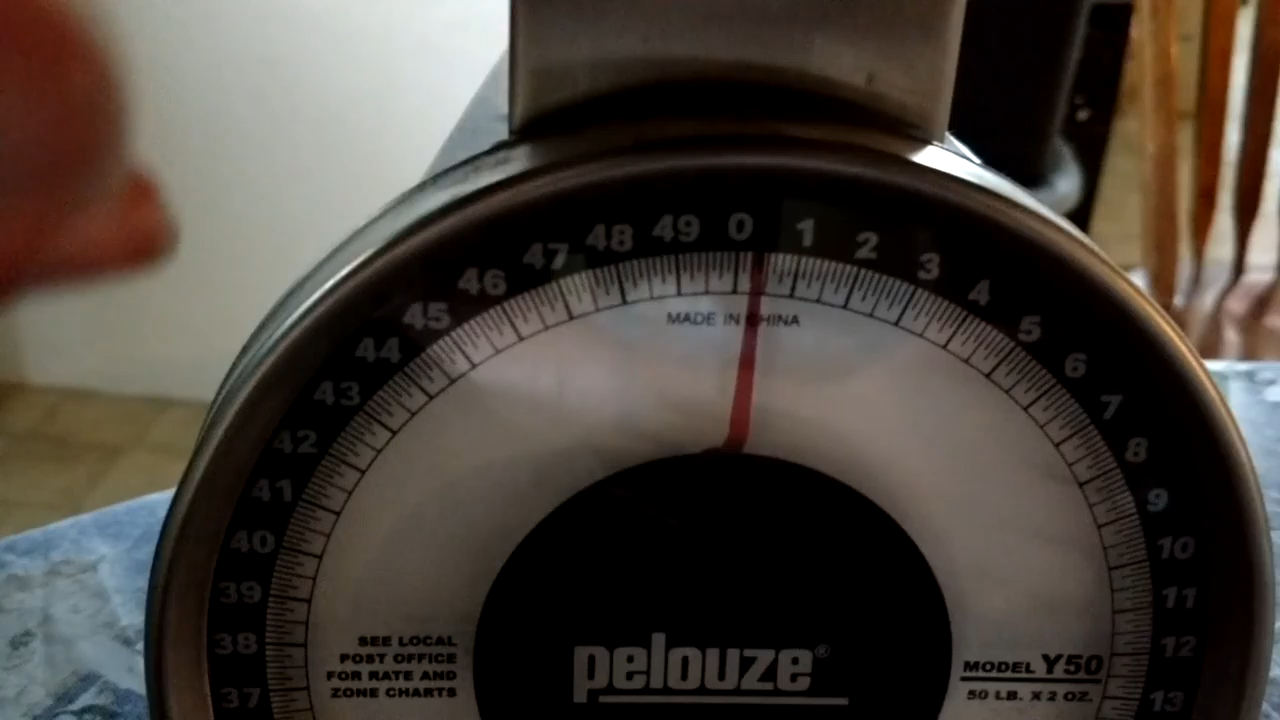 37 38 39 40 41 42 43 44 45 46 47 48 49 0 1 2 3 4 5 6 7 8 9 10 11 12 13
MADE IN CHINA
SEE LOCAL
POST OFFICE
FOR RATE AND
ZONE CHARTS
pelouze®
MODEL Y50
50 LB. X 2 OZ.